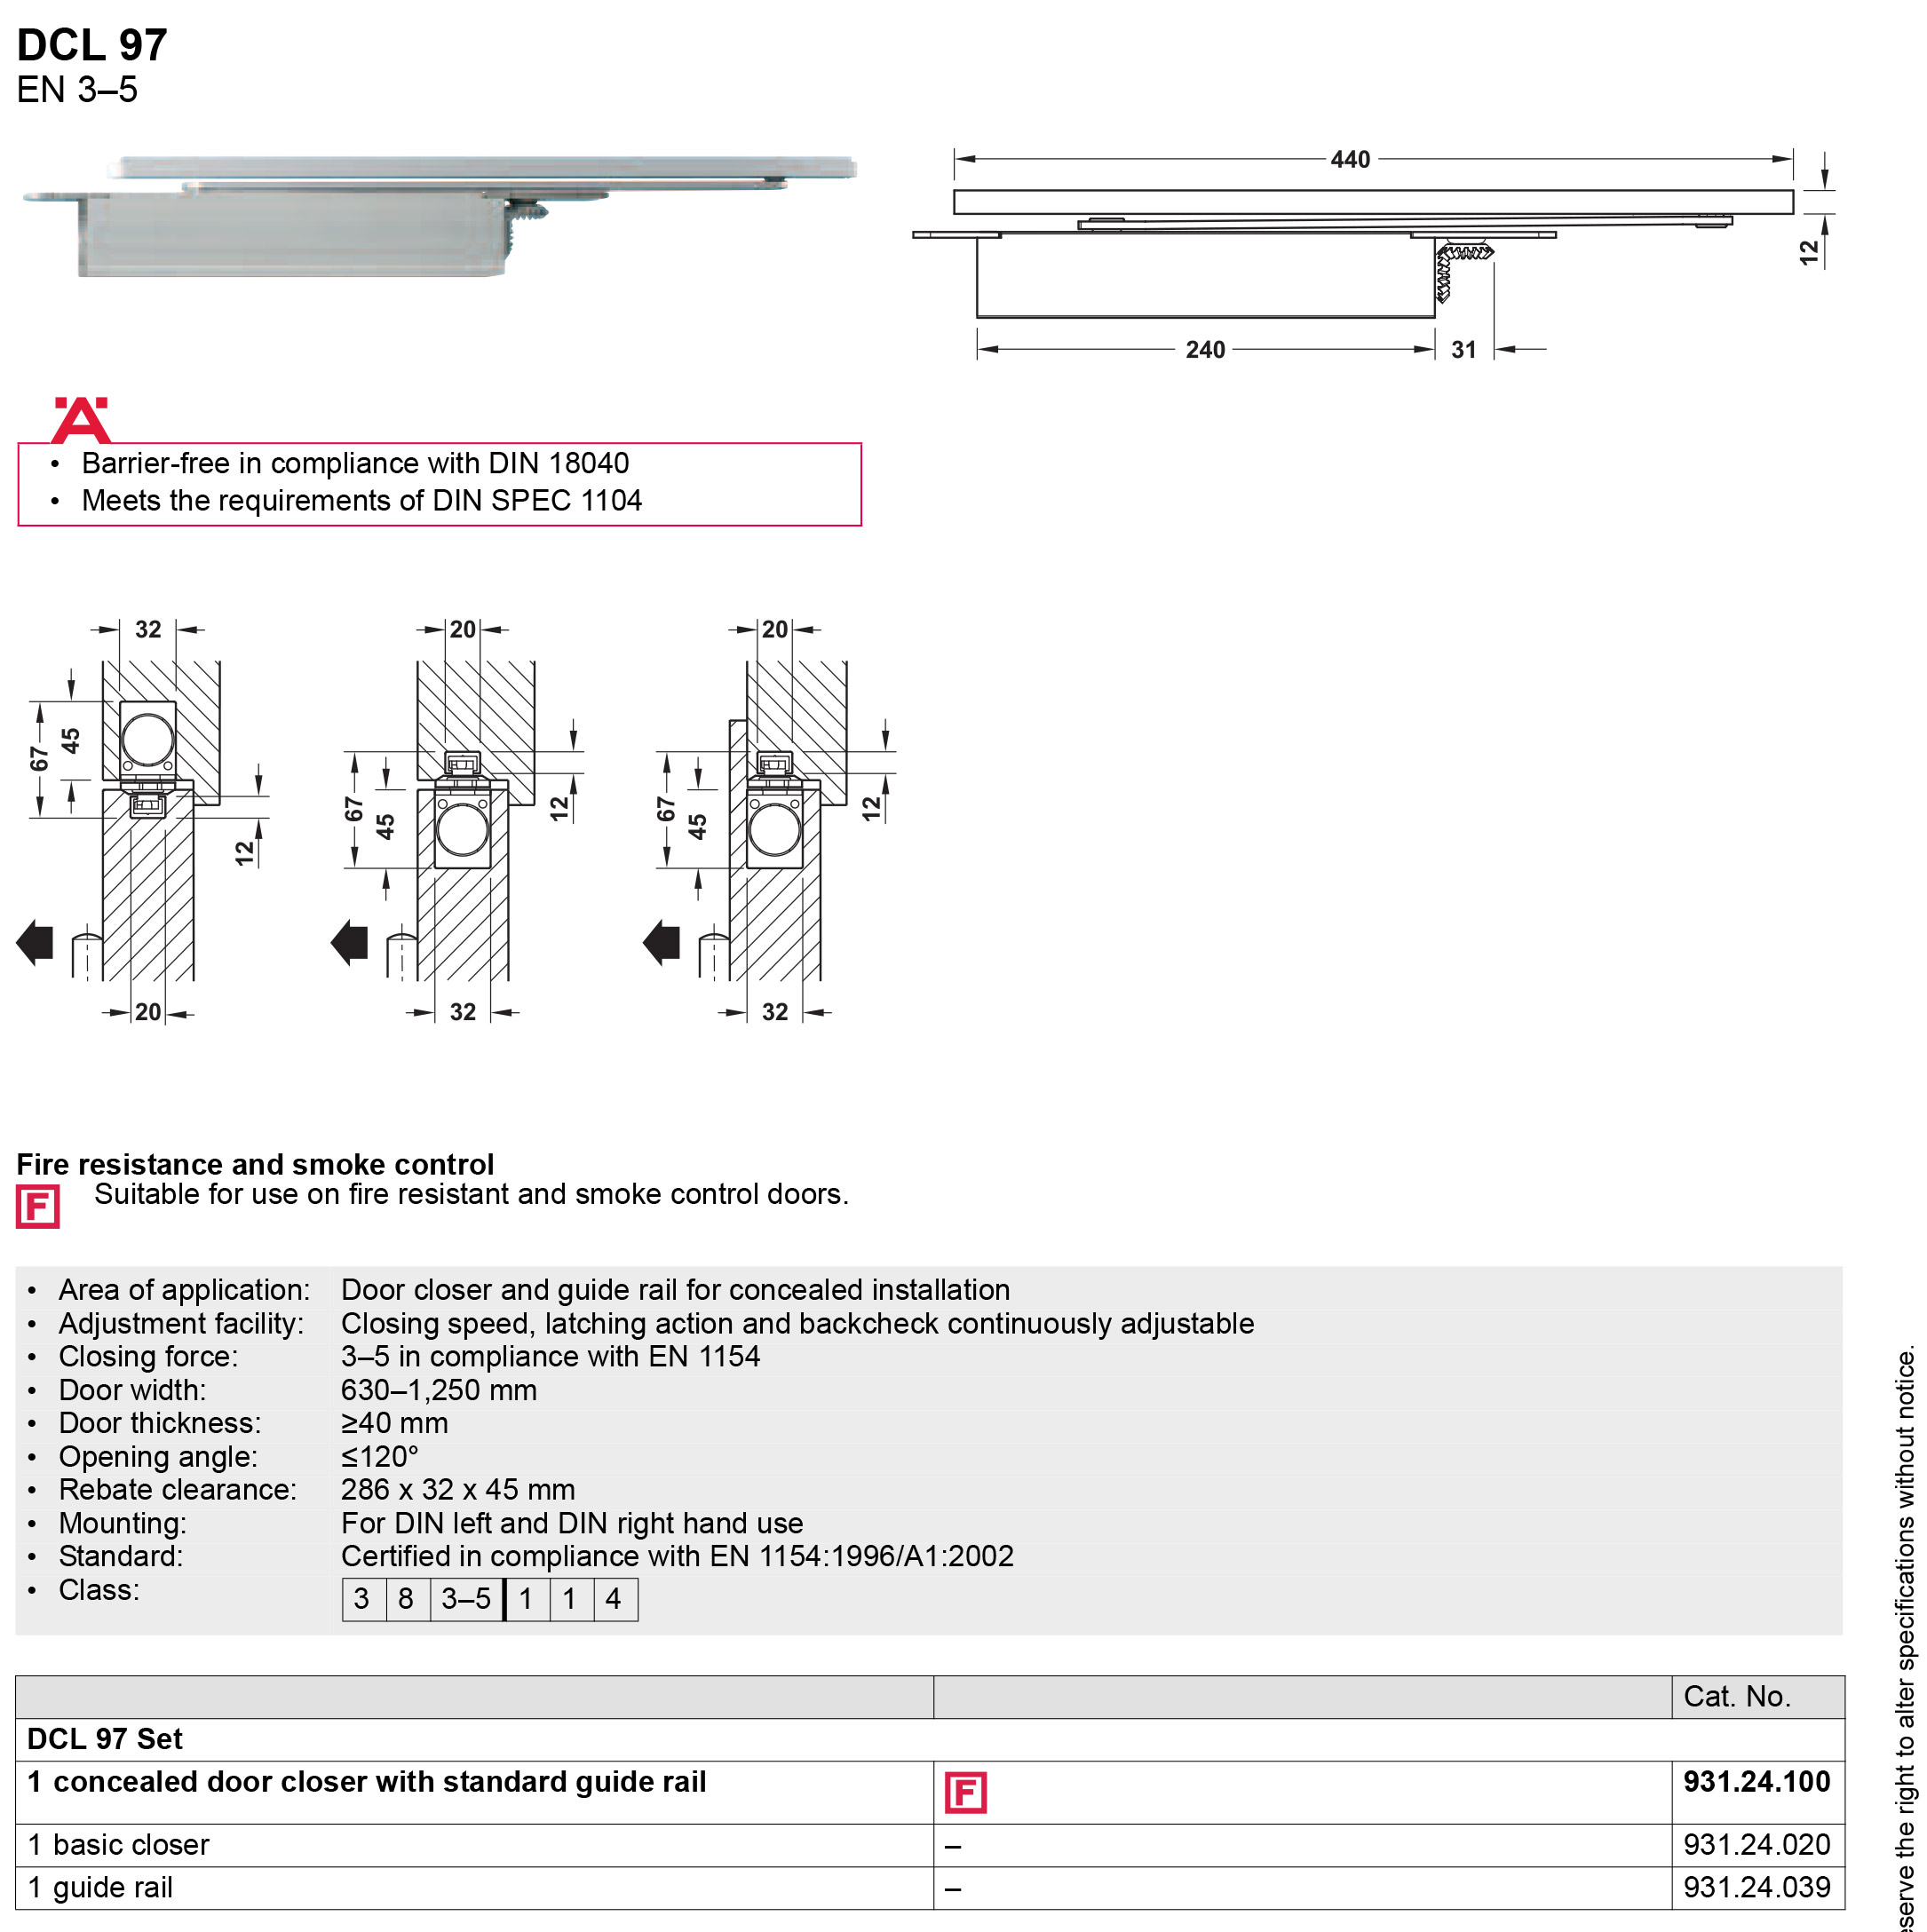 DCL 97
EN 3–5
440
12
240
31
Ä
• Barrier-free in compliance with DIN 18040
• Meets the requirements of DIN SPEC 1104
32
67
45
12
20
20
67
45
12
32
20
67
45
12
32
Fire resistance and smoke control
F Suitable for use on fire resistant and smoke control doors.
• Area of application: Door closer and guide rail for concealed installation
• Adjustment facility: Closing speed, latching action and backcheck continuously adjustable
• Closing force: 3–5 in compliance with EN 1154
• Door width: 630–1,250 mm
• Door thickness: ≥40 mm
• Opening angle: ≤120°
• Rebate clearance: 286 x 32 x 45 mm
• Mounting: For DIN left and DIN right hand use
• Standard: Certified in compliance with EN 1154:1996/A1:2002
• Class: 3 8 3–5 1 1 4
Cat. No.
DCL 97 Set
1 concealed door closer with standard guide rail F 931.24.100
1 basic closer – 931.24.020
1 guide rail – 931.24.039
the right to alter specifications without notice.